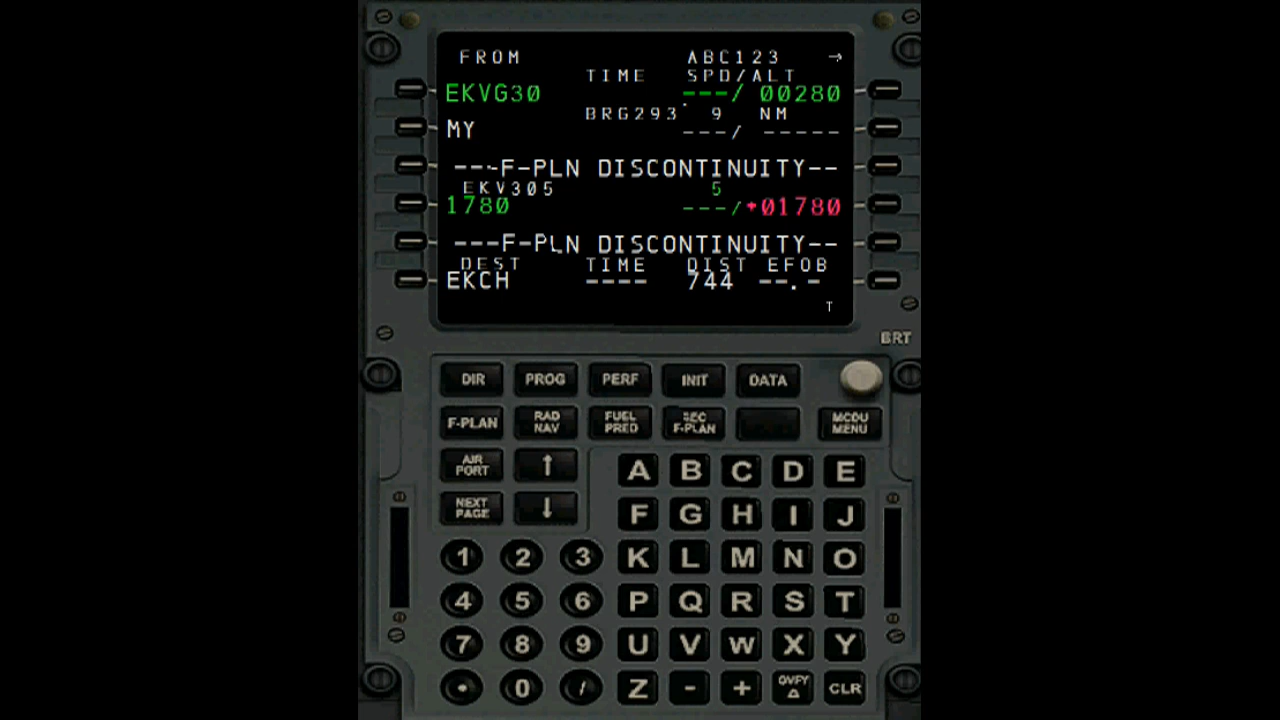 FROM ABC123 →
TIME SPD/ALT
EKVG30 ---/ 00280
BRG293° 9 NM
MY ---/ -----
---F-PLN DISCONTINUITY--
EKV305 5
1780 ---/+01780
---F-PLN DISCONTINUITY--
DEST TIME DIST EFOB
EKCH ---- 744 --.-
T
BRT
DIR PROG PERF INIT DATA
F-PLAN RAD NAV FUEL PRED SEC F-PLAN MCDU MENU
AIR PORT ↑
NEXT PAGE ↓
A B C D E
F G H I J
1 2 3 K L M N O
4 5 6 P Q R S T
7 8 9 U V W X Y
. 0 / Z - + OVFY Δ CLR